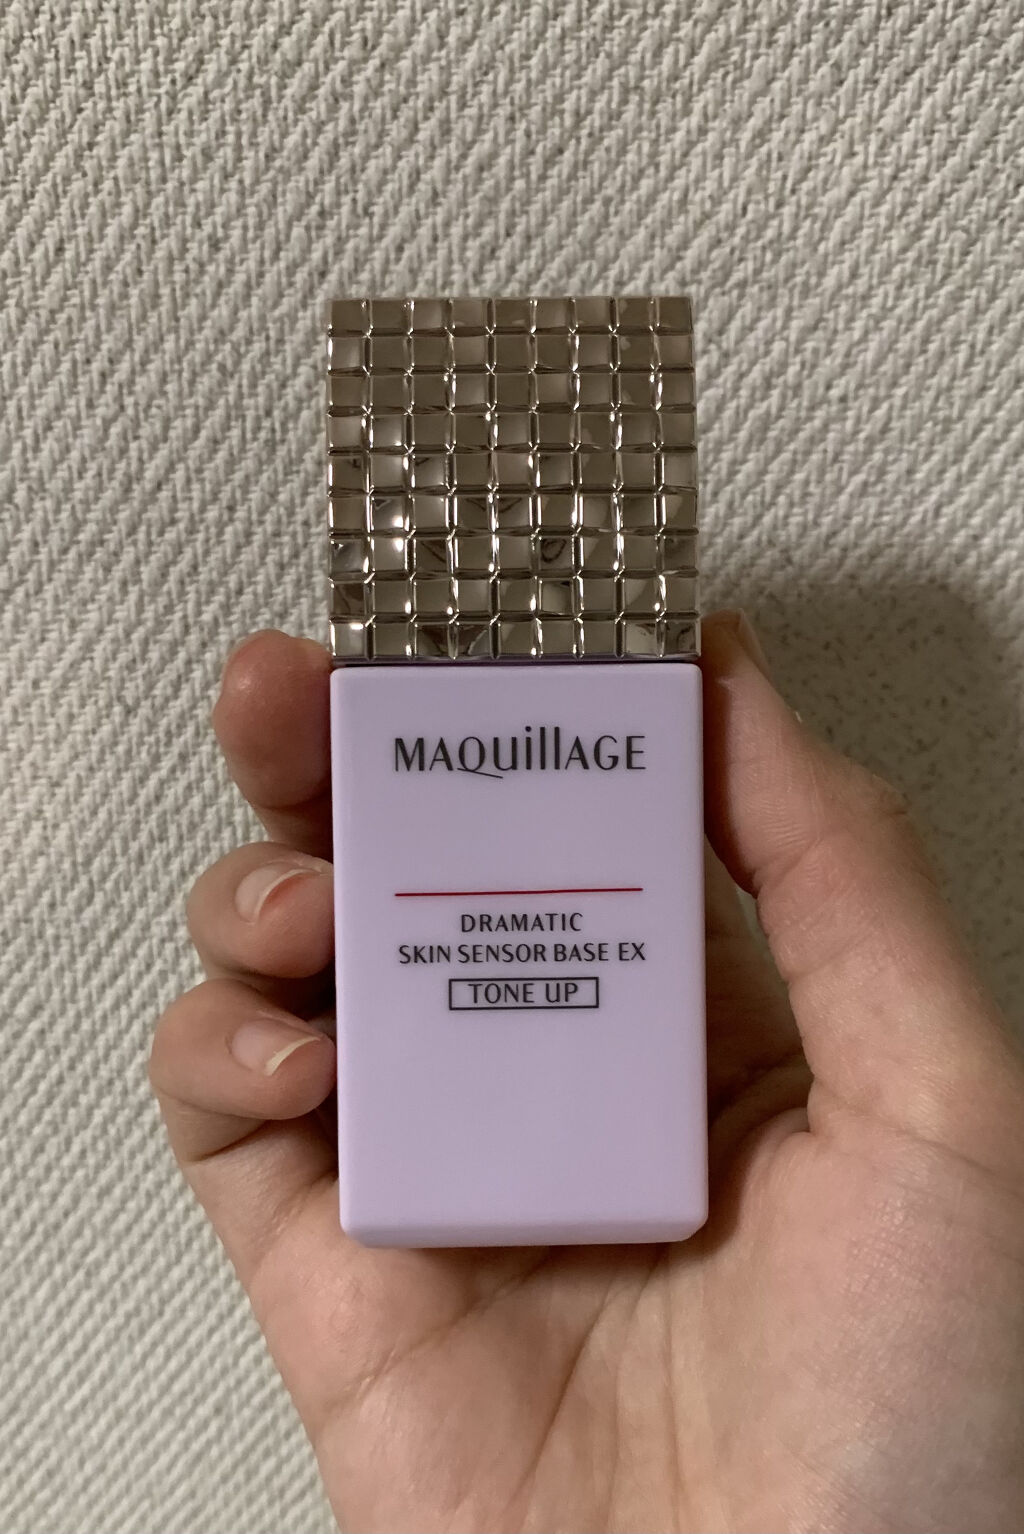 MAQuillAGE
DRAMATIC
SKIN SENSOR BASE EX
TONE UP